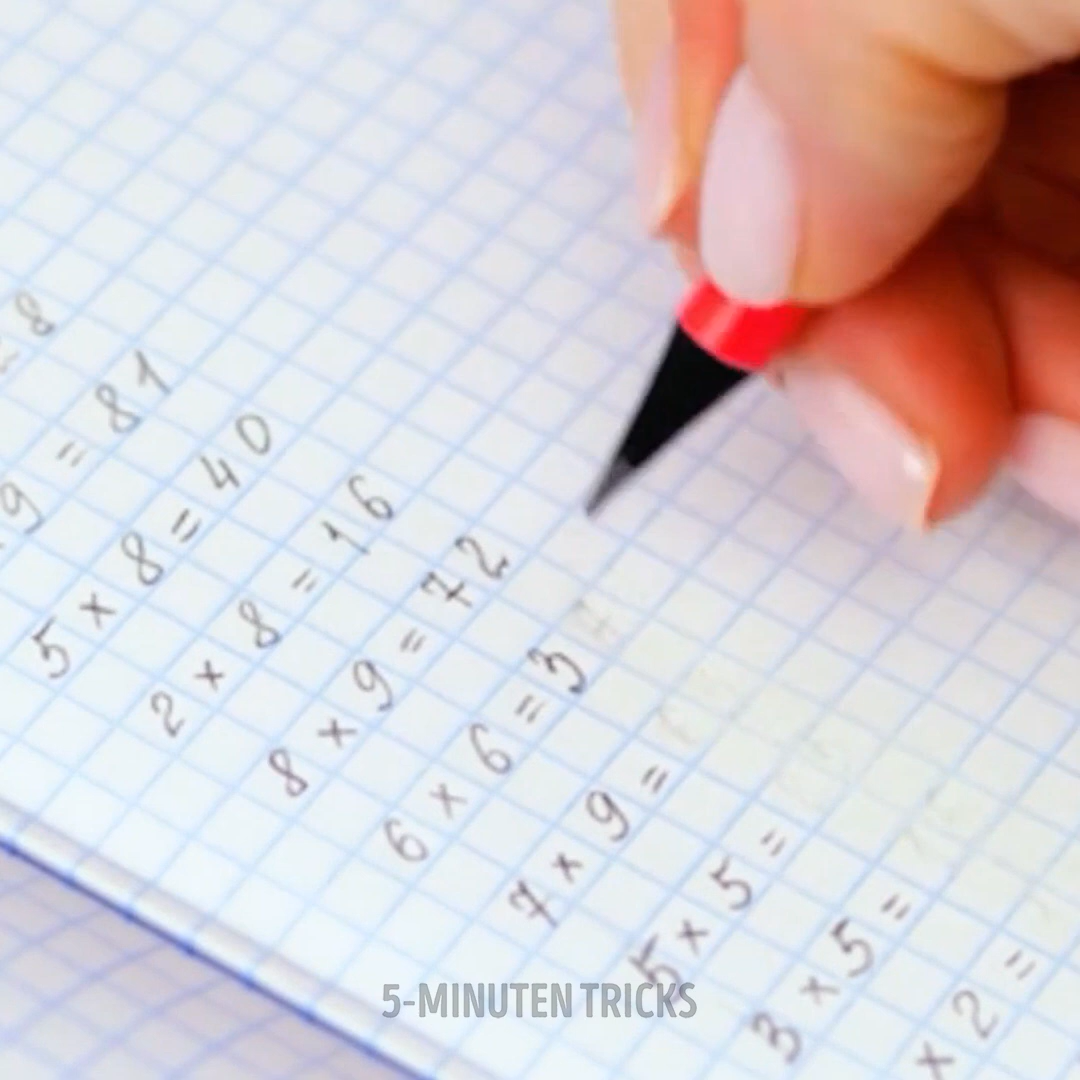 = 8
9 = 81
5 x 8 = 40
2 x 8 = 16
8 x 9 = 72
6 x 6 = 3
7 x 9 =
5 x 5 =
3 x 5 =
x 2 =
5-MINUTEN TRICKS